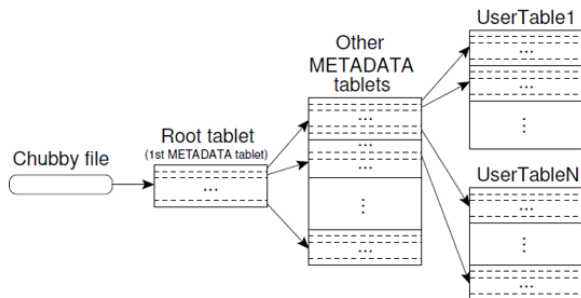 Chubby file
Root tablet
(1st METADATA tablet)
...
Other
METADATA
tablets
...
...
...
⋮
...
UserTable1
...
...
⋮
UserTableN
...
⋮
...